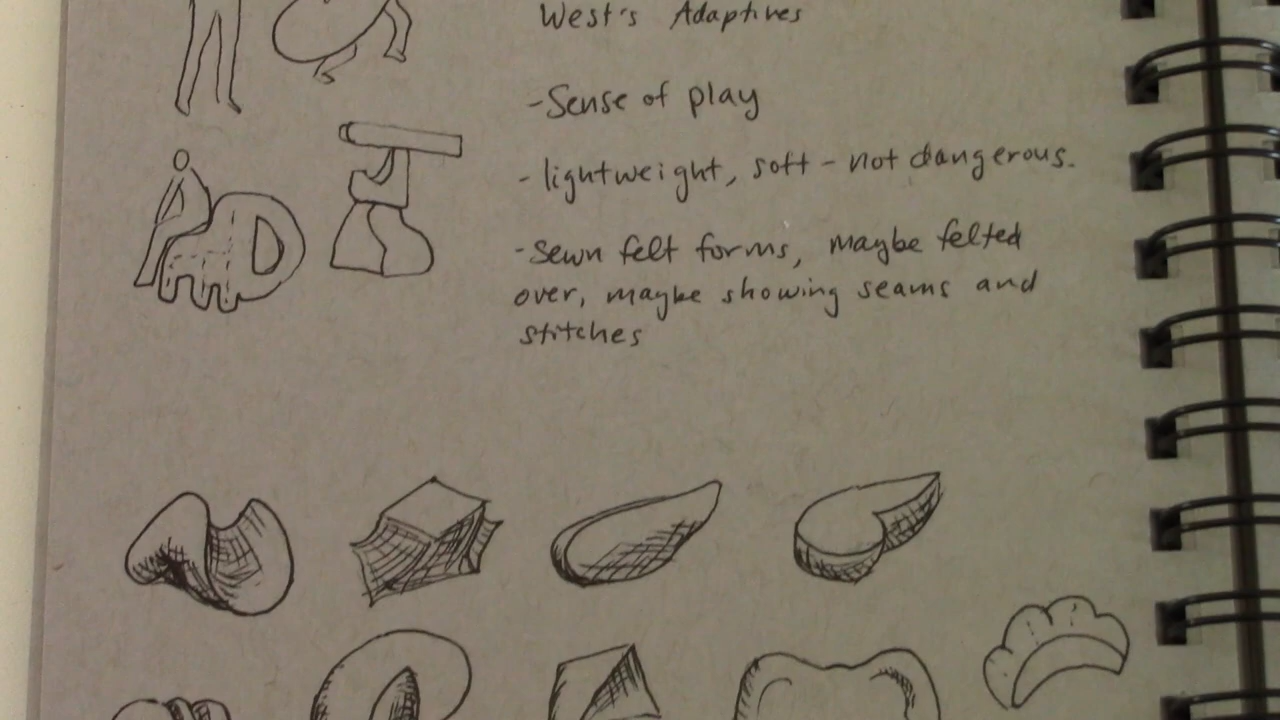 West's Adaptives
-Sense of play
- lightweight, soft - not dangerous.
-Sewn felt forms, maybe felted
over, maybe showing seams and
stitches